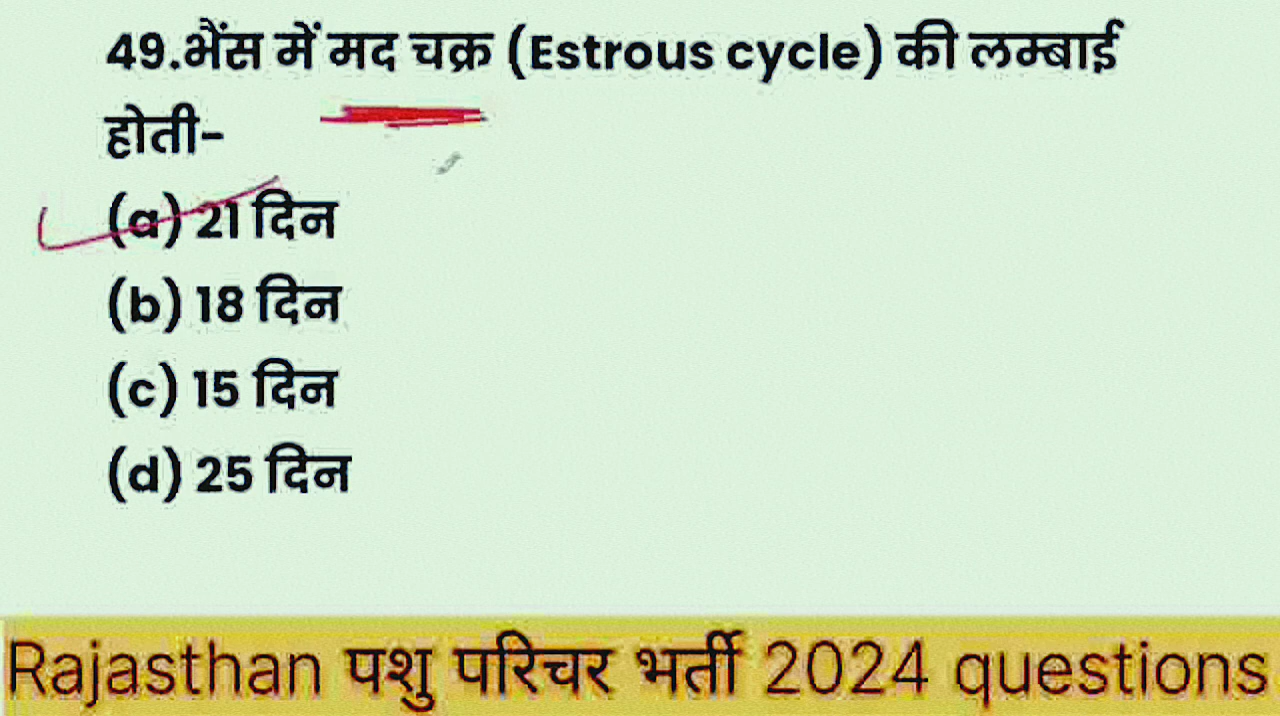 49.भैंस में मद चक्र (Estrous cycle) की लम्बाई
होती-
(a) 21 दिन
(b) 18 दिन
(c) 15 दिन
(d) 25 दिन
Rajasthan पशु परिचर भर्ती 2024 questions